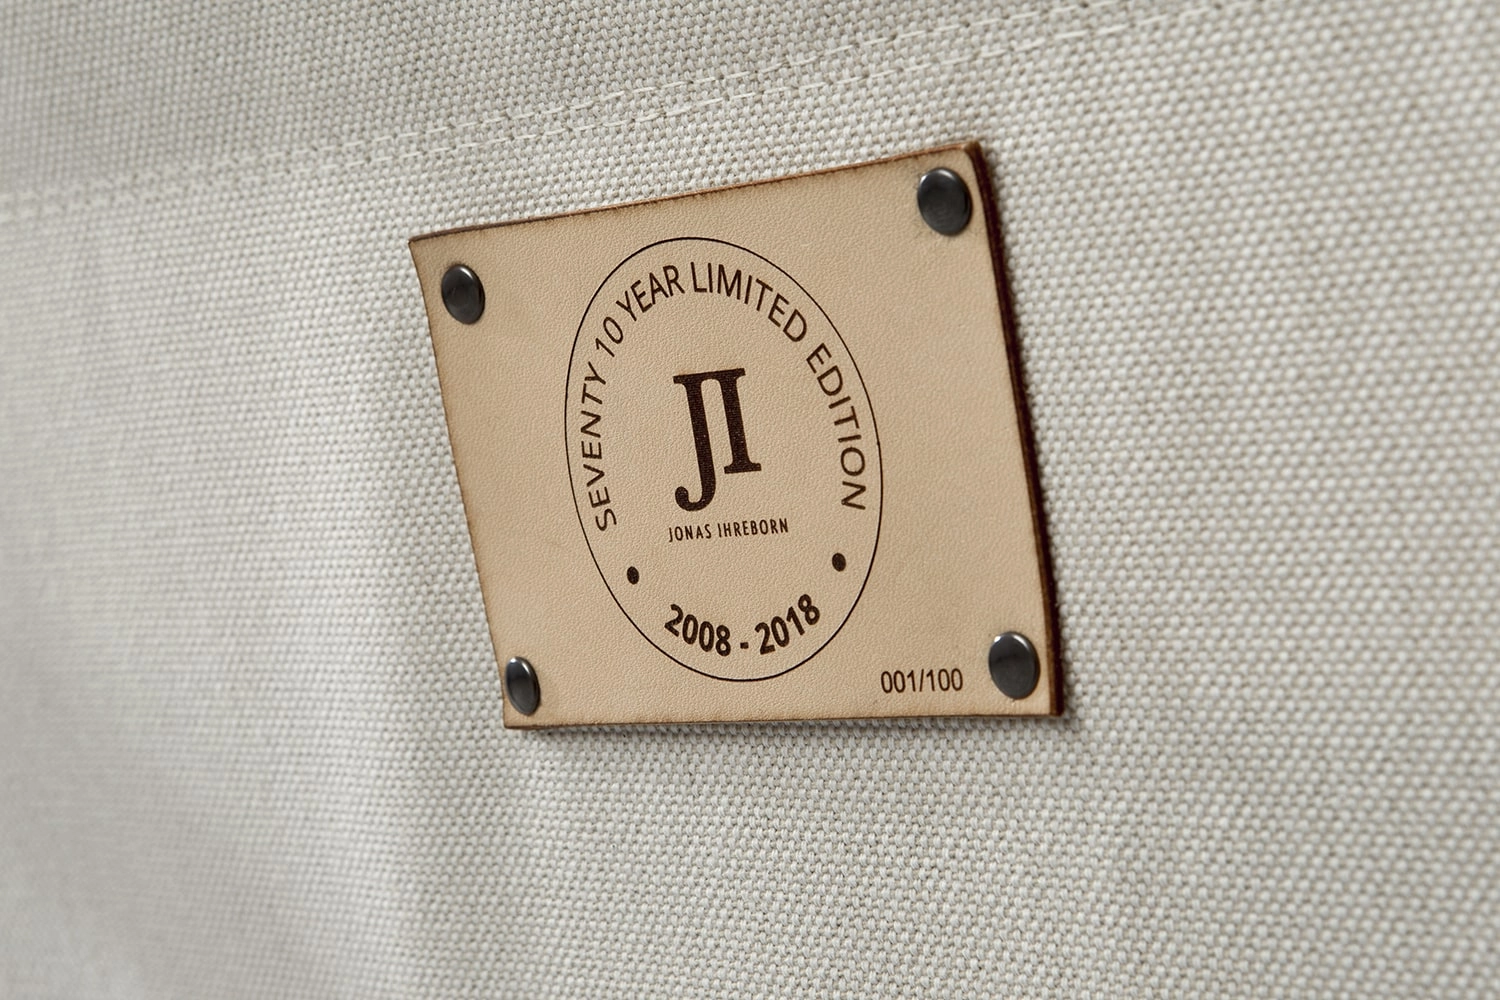 SEVENTY 10 YEAR LIMITED EDITION
JI
JONAS IHREBORN
2008 - 2018
001/100